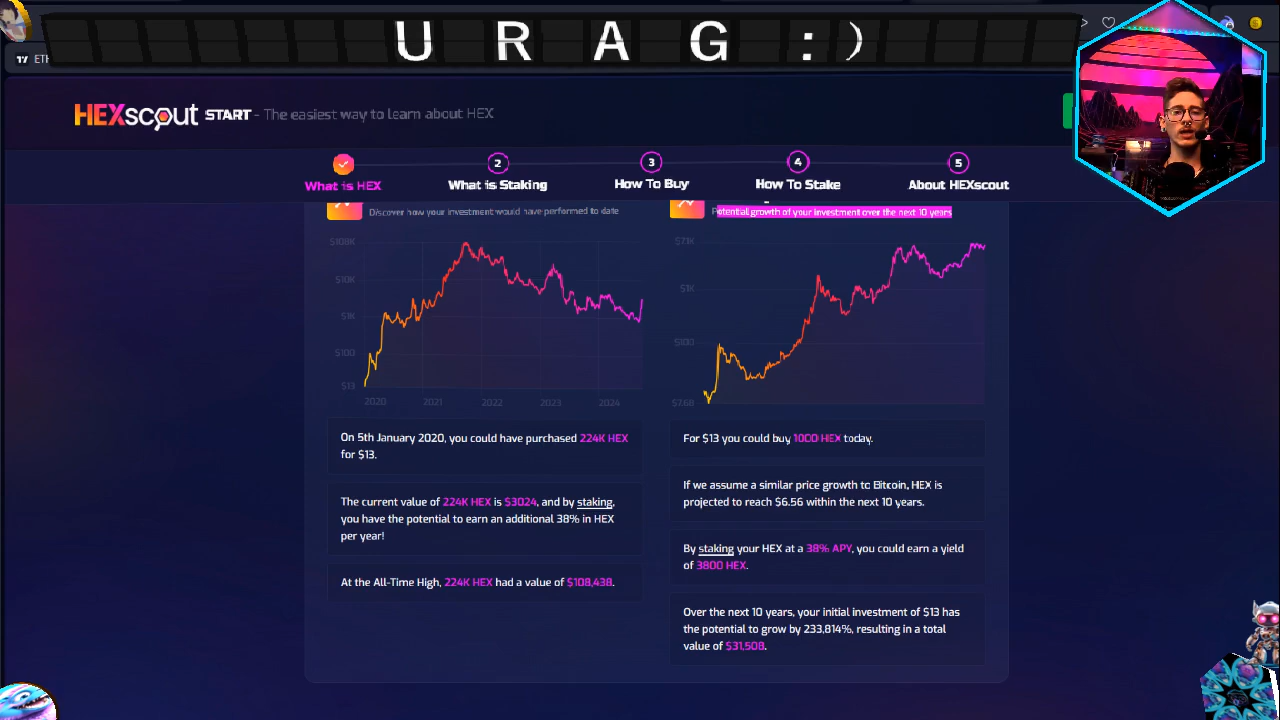 U R A G : )
ETH
HEXscout START - The easiest way to learn about HEX
2 3 4 5
What is HEX What is Staking How To Buy How To Stake About HEXscout
Discover how your investment would have performed to date
$108K
$10K
$1K
$100
$13
2020 2021 2022 2023 2024
On 5th January 2020, you could have purchased 224K HEX
for $13.
The current value of 224K HEX is $3024, and by staking,
you have the potential to earn an additional 38% in HEX
per year!
At the All-Time High, 224K HEX had a value of $108,438.
Potential growth of your investment over the next 10 years
$7.1K
$1K
$100
$7.68
For $13 you could buy 1000 HEX today.
If we assume a similar price growth to Bitcoin, HEX is
projected to reach $6.56 within the next 10 years.
By staking your HEX at a 38% APY, you could earn a yield
of 3800 HEX.
Over the next 10 years, your initial investment of $13 has
the potential to grow by 233,814%, resulting in a total
value of $31,508.